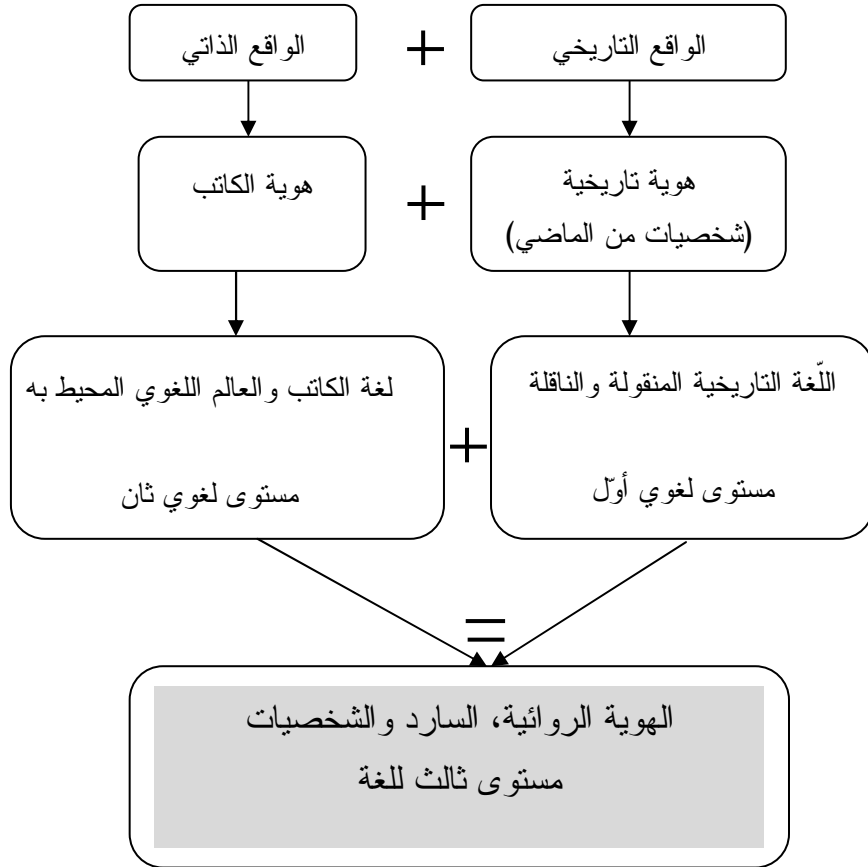 الواقع التاريخي + الواقع الذاتي
هوية تاريخية
(شخصيات من الماضي)
+
هوية الكاتب
اللّغة التاريخية المنقولة والناقلة
مستوى لغوي أوّل
+
لغة الكاتب والعالم اللغوي المحيط به
مستوى لغوي ثان
=
الهوية الروائية، السارد والشخصيات
مستوى ثالث للغة